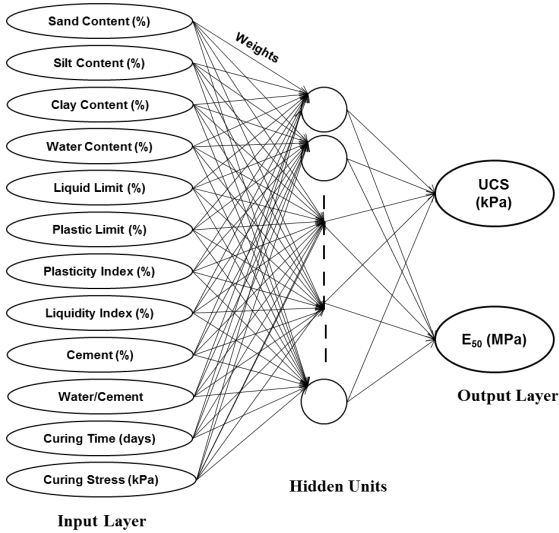 Sand Content (%)
Silt Content (%)
Clay Content (%)
Water Content (%)
Liquid Limit (%)
Plastic Limit (%)
Plasticity Index (%)
Liquidity Index (%)
Cement (%)
Water/Cement
Curing Time (days)
Curing Stress (kPa)
Input Layer
Weights
Hidden Units
UCS
(kPa)
E₅₀ (MPa)
Output Layer